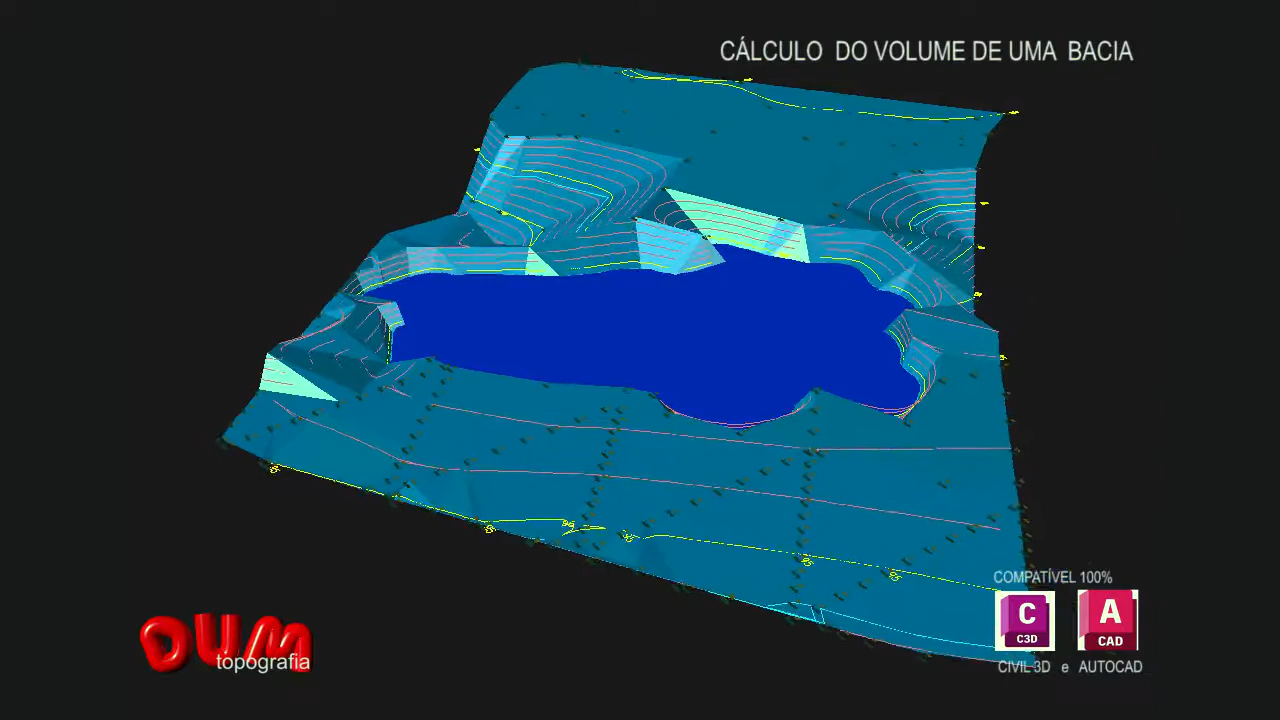 CÁLCULO DO VOLUME DE UMA BACIA
COMPATÍVEL 100%
C
C3D
A
CAD
CIVIL 3D e AUTOCAD
DUM
topografia